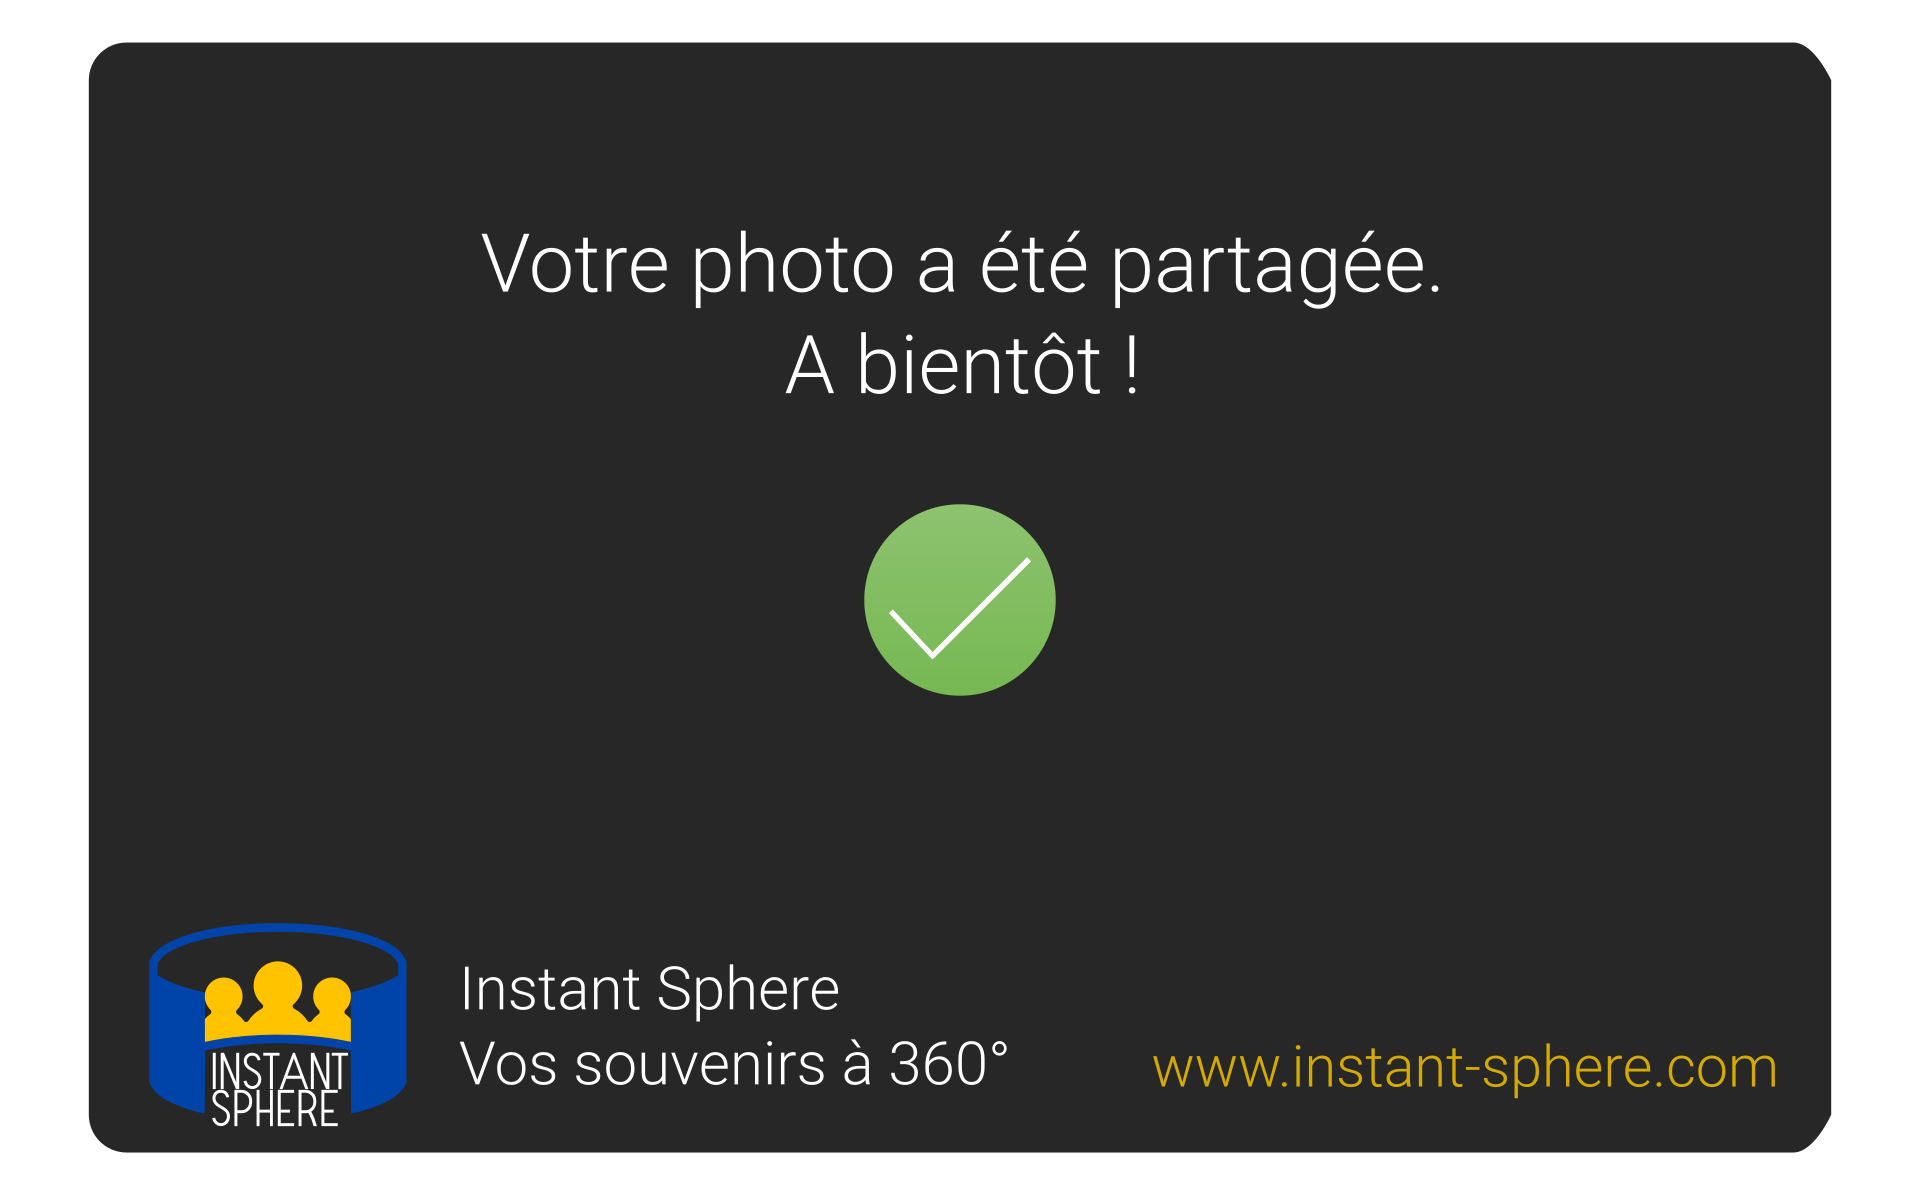 Votre photo a été partagée.
A bientôt !
INSTANT
SPHERE
Instant Sphere
Vos souvenirs à 360°
www.instant-sphere.com